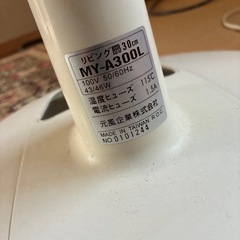 リビング扇30cm
MY-A300L
100V 50/60Hz
43/46W
温度ヒューズ 115℃
電流ヒューズ 1.5A
元風企業株式会社
MADE IN TAIWAN R.O.C.
NO 0101244